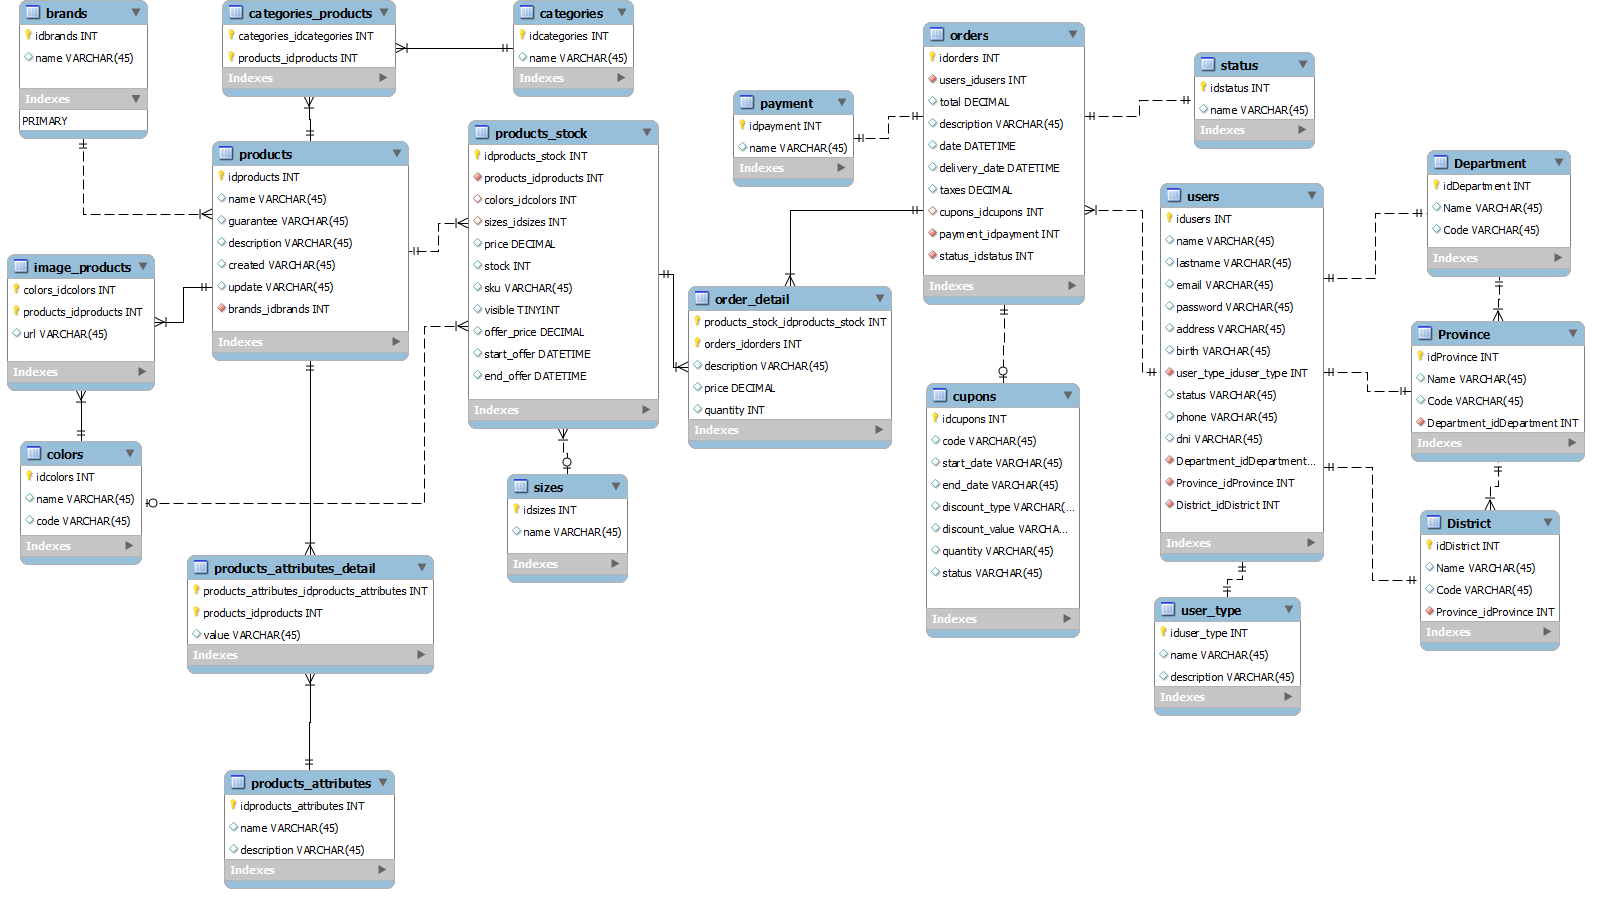 brands
idbrands INT
name VARCHAR(45)
Indexes
PRIMARY
categories_products
categories_idcategories INT
products_idproducts INT
Indexes
categories
idcategories INT
name VARCHAR(45)
Indexes
products
idproducts INT
name VARCHAR(45)
guarantee VARCHAR(45)
description VARCHAR(45)
created VARCHAR(45)
update VARCHAR(45)
brands_idbrands INT
Indexes
image_products
colors_idcolors INT
products_idproducts INT
url VARCHAR(45)
Indexes
colors
idcolors INT
name VARCHAR(45)
code VARCHAR(45)
Indexes
products_attributes_detail
products_attributes_idproducts_attributes INT
products_idproducts INT
value VARCHAR(45)
Indexes
products_attributes
idproducts_attributes INT
name VARCHAR(45)
description VARCHAR(45)
Indexes
products_stock
idproducts_stock INT
products_idproducts INT
colors_idcolors INT
sizes_idsizes INT
price DECIMAL
stock INT
sku VARCHAR(45)
visible TINYINT
offer_price DECIMAL
start_offer DATETIME
end_offer DATETIME
Indexes
sizes
idsizes INT
name VARCHAR(45)
Indexes
payment
idpayment INT
name VARCHAR(45)
Indexes
order_detail
products_stock_idproducts_stock INT
orders_idorders INT
description VARCHAR(45)
price DECIMAL
quantity INT
Indexes
orders
idorders INT
users_idusers INT
total DECIMAL
description VARCHAR(45)
date DATETIME
delivery_date DATETIME
taxes DECIMAL
cupons_idcupons INT
payment_idpayment INT
status_idstatus INT
Indexes
cupons
idcupons INT
code VARCHAR(45)
start_date VARCHAR(45)
end_date VARCHAR(45)
discount_type VARCHAR(...
discount_value VARCHA...
quantity VARCHAR(45)
status VARCHAR(45)
Indexes
status
idstatus INT
name VARCHAR(45)
Indexes
users
idusers INT
name VARCHAR(45)
lastname VARCHAR(45)
email VARCHAR(45)
password VARCHAR(45)
address VARCHAR(45)
birth VARCHAR(45)
user_type_iduser_type INT
status VARCHAR(45)
phone VARCHAR(45)
dni VARCHAR(45)
Department_idDepartment...
Province_idProvince INT
District_idDistrict INT
Indexes
user_type
iduser_type INT
name VARCHAR(45)
description VARCHAR(45)
Indexes
Department
idDepartment INT
Name VARCHAR(45)
Code VARCHAR(45)
Indexes
Province
idProvince INT
Name VARCHAR(45)
Code VARCHAR(45)
Department_idDepartment INT
Indexes
District
idDistrict INT
Name VARCHAR(45)
Code VARCHAR(45)
Province_idProvince INT
Indexes